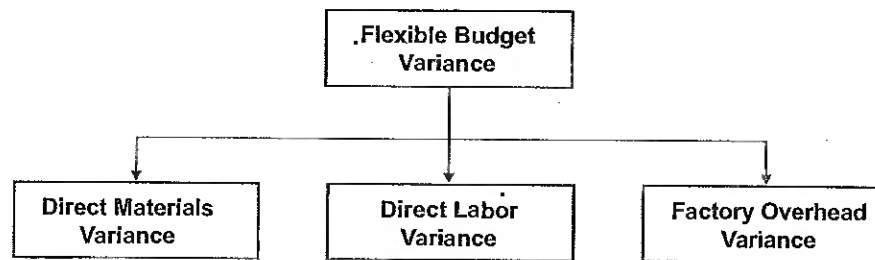 Flexible Budget
Variance
Direct Materials
Variance
Direct Labor
Variance
Factory Overhead
Variance